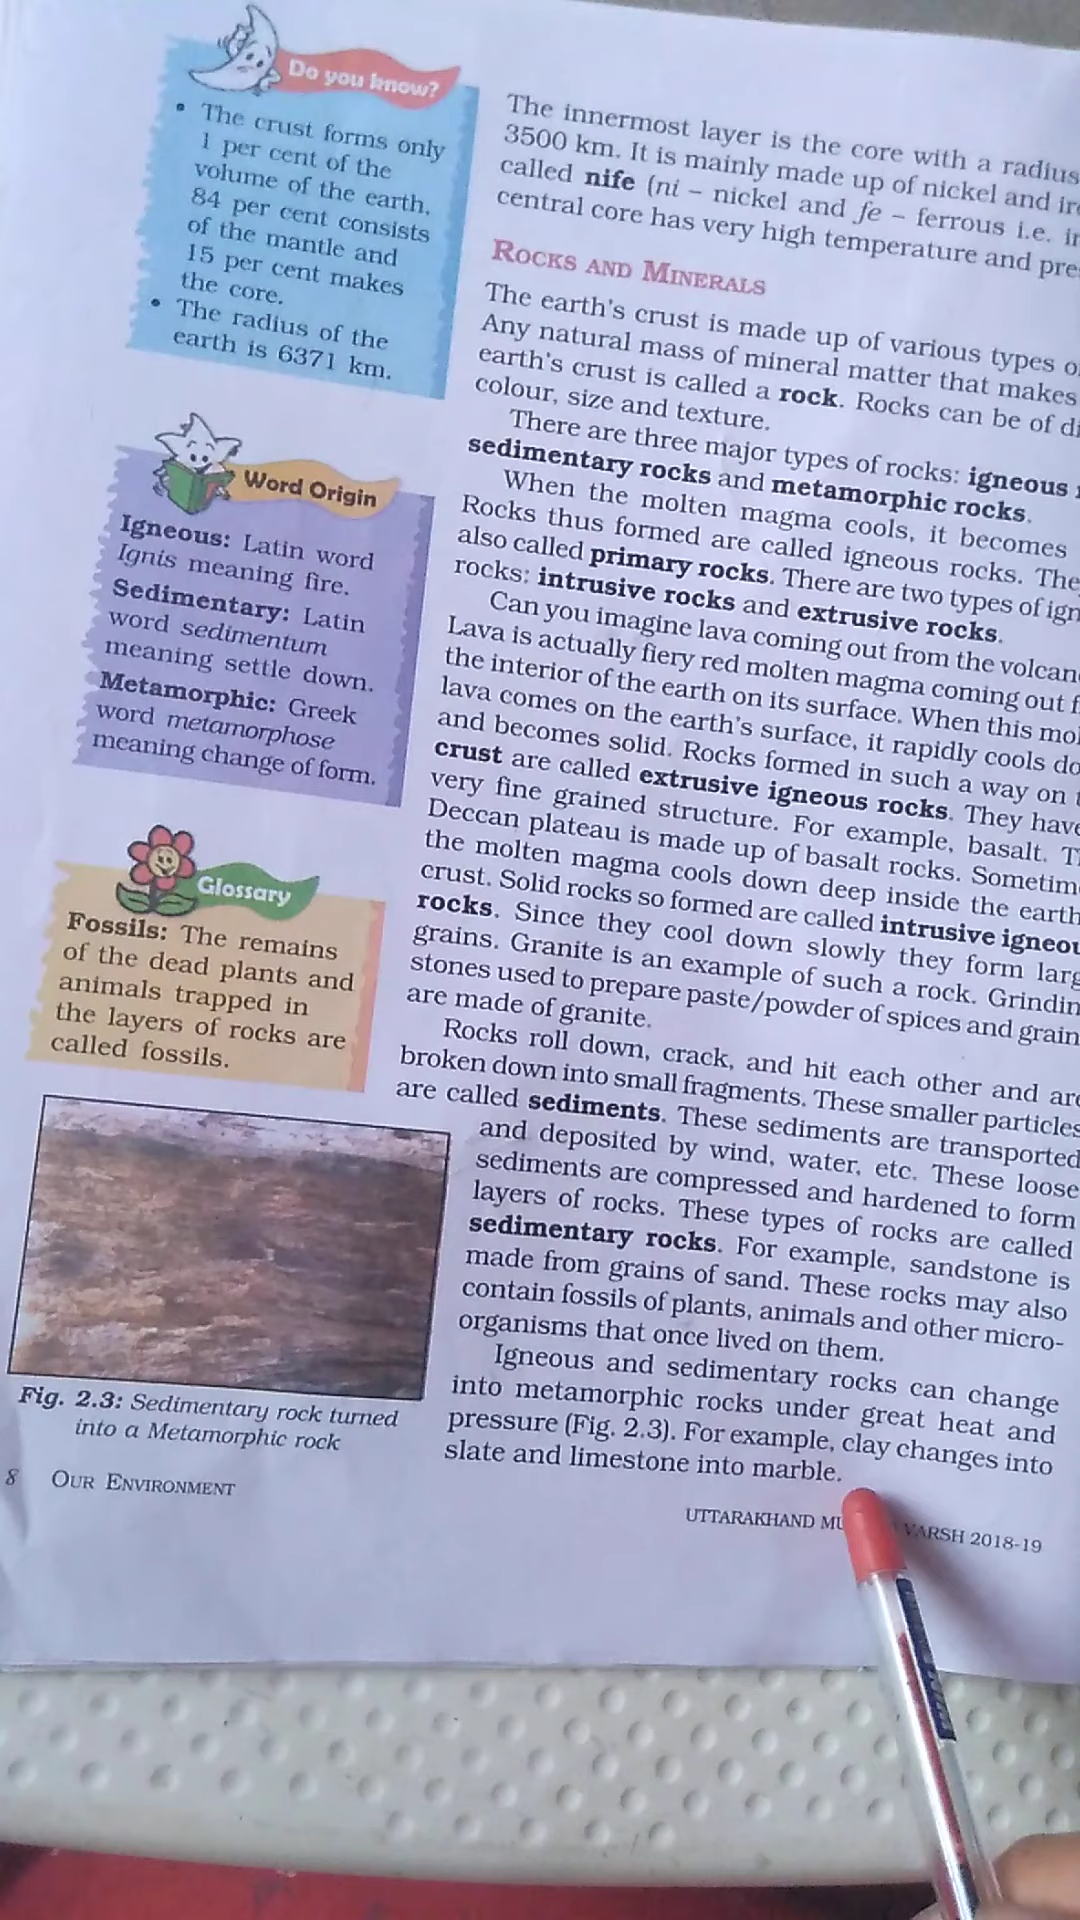 Do you know?
• The crust forms only
1 per cent of the
volume of the earth,
84 per cent consists
of the mantle and
15 per cent makes
the core.
• The radius of the
earth is 6371 km.
Word Origin
Igneous: Latin word
Ignis meaning fire.
Sedimentary: Latin
word sedimentum
meaning settle down.
Metamorphic: Greek
word metamorphose
meaning change of form.
Glossary
Fossils: The remains
of the dead plants and
animals trapped in
the layers of rocks are
called fossils.
Fig. 2.3: Sedimentary rock turned
into a Metamorphic rock
The innermost layer is the core with a radius
3500 km. It is mainly made up of nickel and
called nife (ni – nickel and fe – ferrous i.e.
central core has very high temperature and
ROCKS AND MINERALS
The earth's crust is made up of various types
Any natural mass of mineral matter that makes
earth's crust is called a rock. Rocks can be of
colour, size and texture.
There are three major types of rocks: igneous
sedimentary rocks and metamorphic rocks.
When the molten magma cools, it becomes
Rocks thus formed are called igneous rocks.
also called primary rocks. There are two types of
rocks: intrusive rocks and extrusive rocks.
Can you imagine lava coming out from the
Lava is actually fiery red molten magma coming out
the interior of the earth on its surface. When this
lava comes on the earth's surface, it rapidly cools
and becomes solid. Rocks formed in such a way on
crust are called extrusive igneous rocks. They
very fine grained structure. For example, basalt.
Deccan plateau is made up of basalt rocks.
the molten magma cools down deep inside the
crust. Solid rocks so formed are called intrusive
rocks. Since they cool down slowly they form
grains. Granite is an example of such a rock.
stones used to prepare paste/powder of spices and
are made of granite.
Rocks roll down, crack, and hit each other and
broken down into small fragments. These smaller particles
are called sediments. These sediments are transported
and deposited by wind, water, etc. These loose
sediments are compressed and hardened to form
layers of rocks. These types of rocks are called
sedimentary rocks. For example, sandstone is
made from grains of sand. These rocks may also
contain fossils of plants, animals and other micro-
organisms that once lived on them.
Igneous and sedimentary rocks can change
into metamorphic rocks under great heat and
pressure (Fig. 2.3). For example, clay changes into
slate and limestone into marble.
8 OUR ENVIRONMENT
UTTARAKHAND VARSH 2018-19